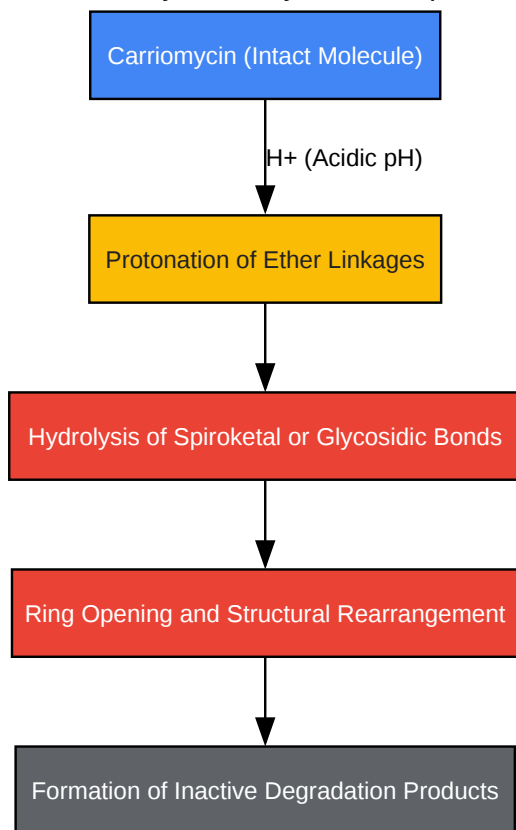 Carriomycin (Intact Molecule)
H+ (Acidic pH)
Protonation of Ether Linkages
Hydrolysis of Spiroketal or Glycosidic Bonds
Ring Opening and Structural Rearrangement
Formation of Inactive Degradation Products